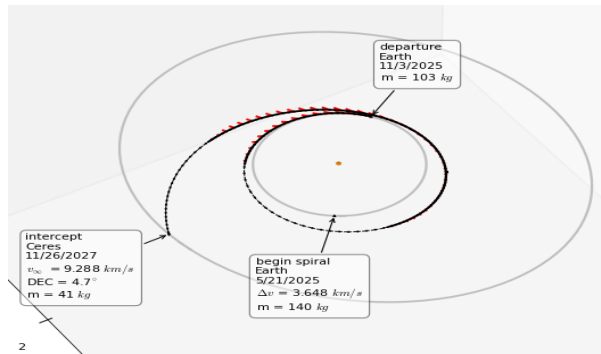 departure
Earth
11/3/2025
m = 103 kg
intercept
Ceres
11/26/2027
v∞ = 9.288 km/s
DEC = 4.7°
m = 41 kg
begin spiral
Earth
5/21/2025
Δv = 3.648 km/s
m = 140 kg
2